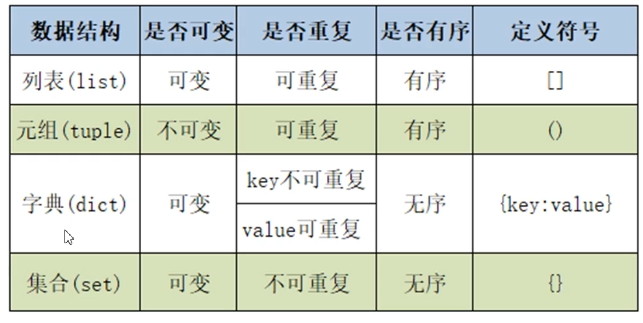 数据结构 是否可变 是否重复 是否有序 定义符号
列表(list) 可变 可重复 有序 []
元组(tuple) 不可变 可重复 有序 ()
字典(dict) 可变 key不可重复 无序 {key:value}
value可重复
集合(set) 可变 不可重复 无序 {}